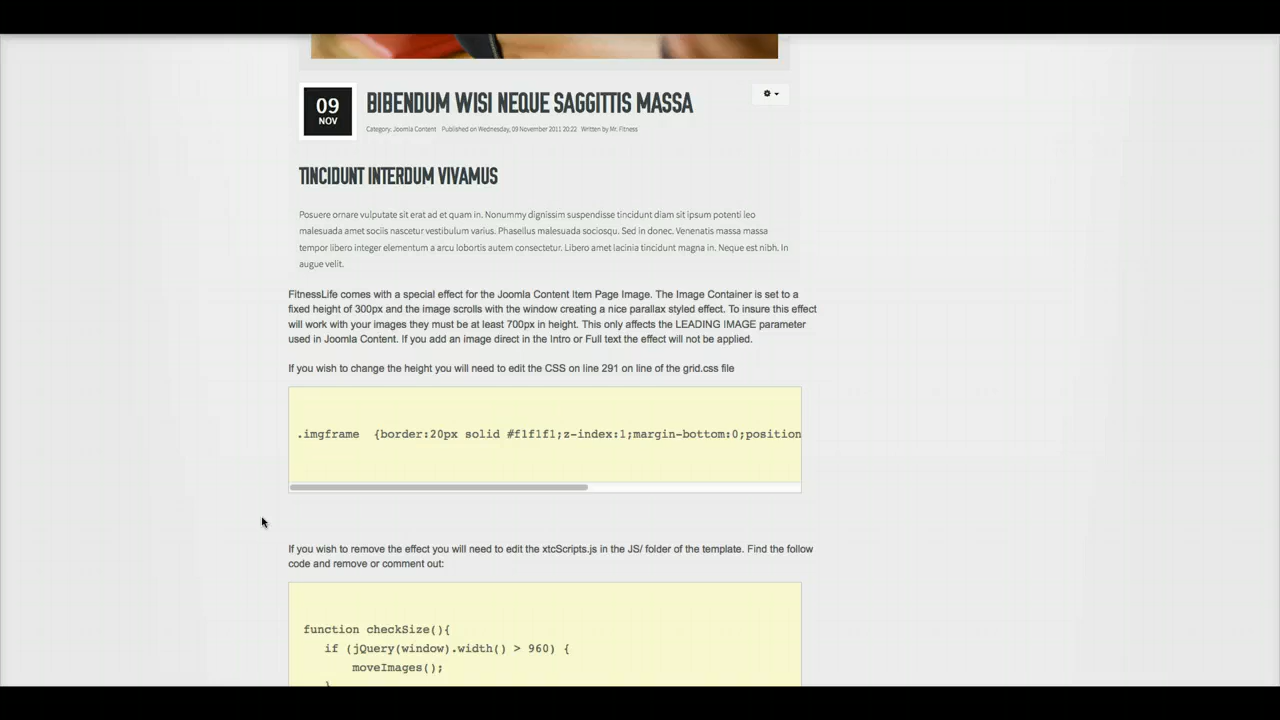 09
NOV
BIBENDUM WISI NEQUE SAGGITTIS MASSA
Category: Joomla Content Published on Wednesday, 09 November 2011 20:22 Written by Mr. Fitness
TINCIDUNT INTERDUM VIVAMUS
Posuere ornare vulputate sit erat ad et quam in. Nonummy dignissim suspendisse tincidunt diam sit ipsum potenti leo
malesuada amet sociis nascetur vestibulum varius. Phasellus malesuada sociosqu. Sed in donec. Venenatis massa massa
tempor libero integer elementum a arcu lobortis autem consectetur. Libero amet lacinia tincidunt magna in. Neque est nibh. In
augue velit.
FitnessLife comes with a special effect for the Joomla Content Item Page Image. The Image Container is set to a
fixed height of 300px and the image scrolls with the window creating a nice parallax styled effect. To insure this effect
will work with your images they must be at least 700px in height. This only affects the LEADING IMAGE parameter
used in Joomla Content. If you add an image direct in the Intro or Full text the effect will not be applied.
If you wish to change the height you will need to edit the CSS on line 291 on line of the grid.css file
.imgframe {border:20px solid #f1f1f1;z-index:1;margin-bottom:0;position
If you wish to remove the effect you will need to edit the xtcScripts.js in the JS/ folder of the template. Find the follow
code and remove or comment out:
function checkSize(){
if (jQuery(window).width() > 960) {
moveImages();
}